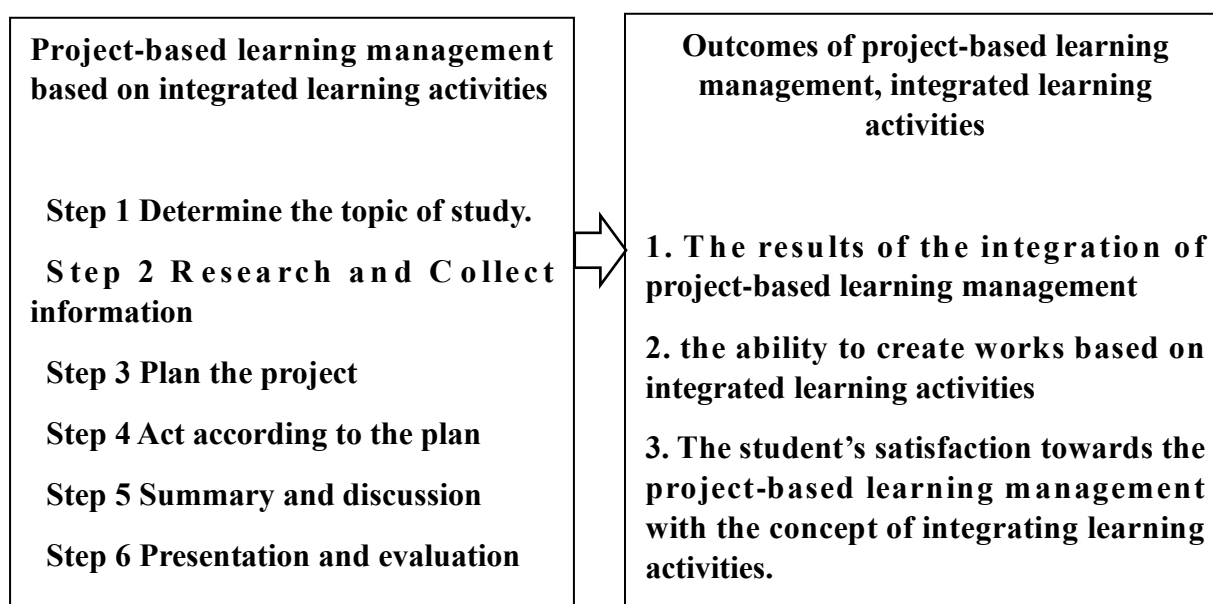 Project-based learning management
based on integrated learning activities
Step 1 Determine the topic of study.
Step 2 Research and Collect
information
Step 3 Plan the project
Step 4 Act according to the plan
Step 5 Summary and discussion
Step 6 Presentation and evaluation
Outcomes of project-based learning
management, integrated learning
activities
1. The results of the integration of
project-based learning management
2. the ability to create works based on
integrated learning activities
3. The student’s satisfaction towards the
project-based learning management
with the concept of integrating learning
activities.